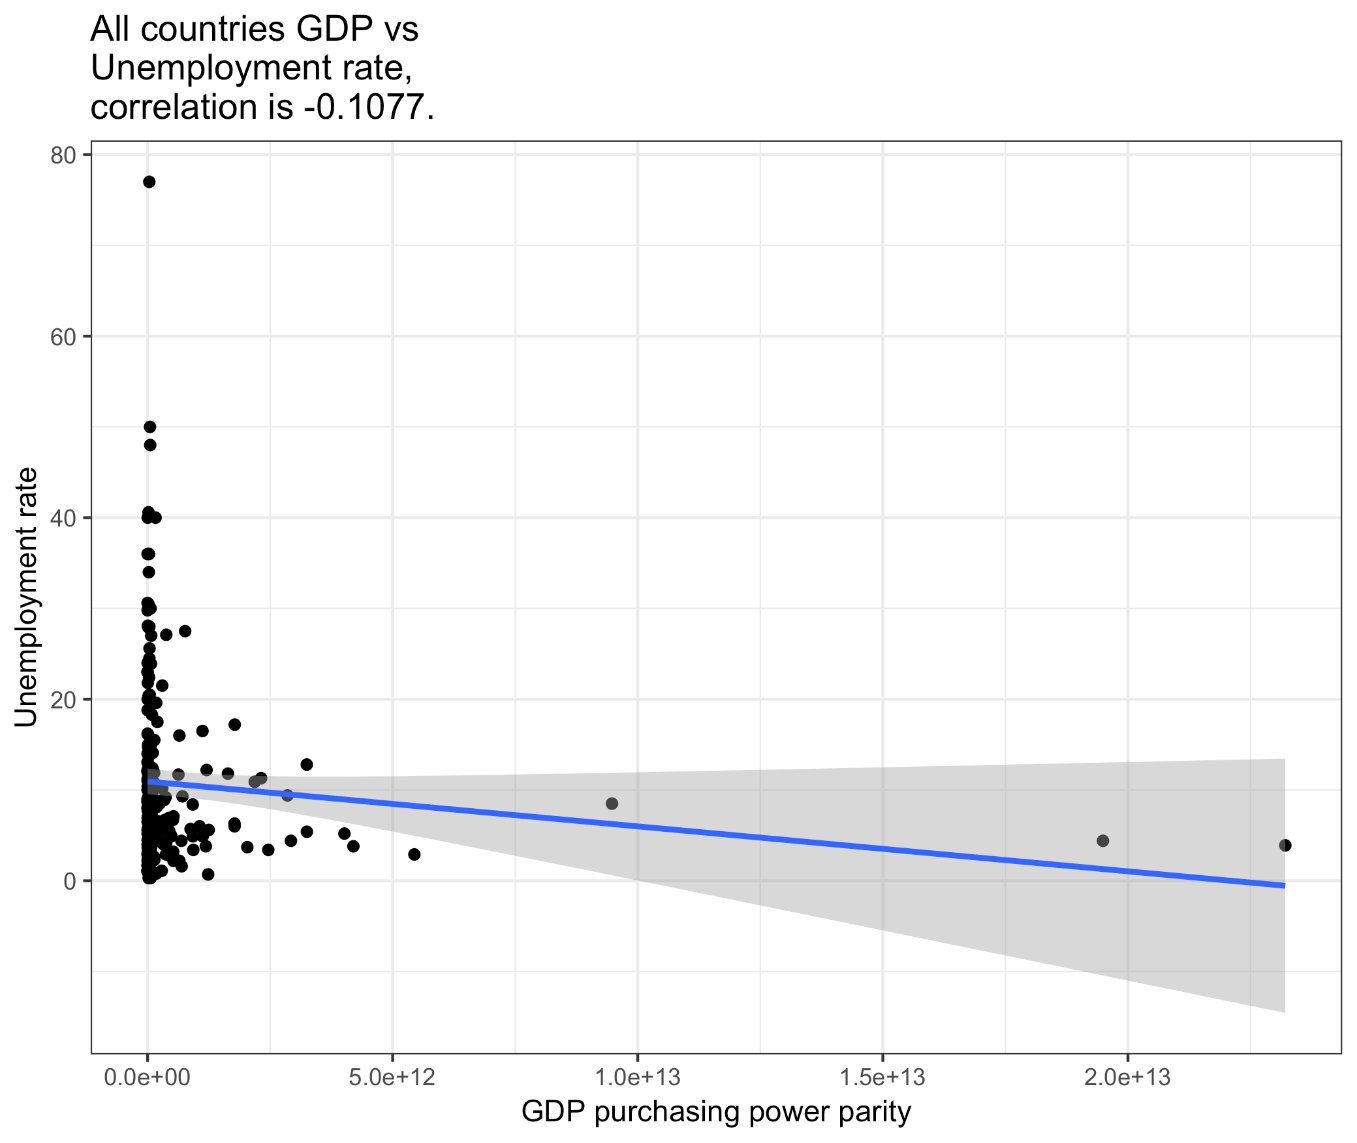 All countries GDP vs
Unemployment rate,
correlation is -0.1077.
80
60
40
20
0
Unemployment rate
0.0e+00 5.0e+12 1.0e+13 1.5e+13 2.0e+13
GDP purchasing power parity